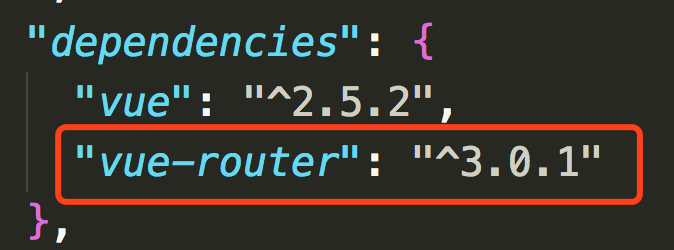 "dependencies": {
"vue": "^2.5.2",
"vue-router": "^3.0.1"
},